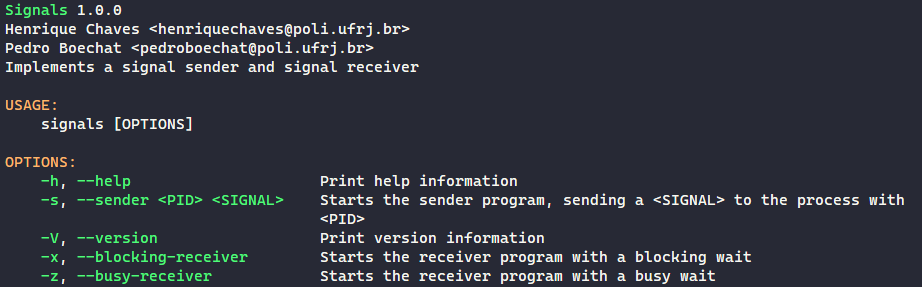 Signals 1.0.0
Henrique Chaves <henriquechaves@poli.ufrj.br>
Pedro Boechat <pedroboechat@poli.ufrj.br>
Implements a signal sender and signal receiver

USAGE:
    signals [OPTIONS]

OPTIONS:
    -h, --help                     Print help information
    -s, --sender <PID> <SIGNAL>    Starts the sender program, sending a <SIGNAL> to the process with
                                   <PID>
    -V, --version                  Print version information
    -x, --blocking-receiver        Starts the receiver program with a blocking wait
    -z, --busy-receiver            Starts the receiver program with a busy wait